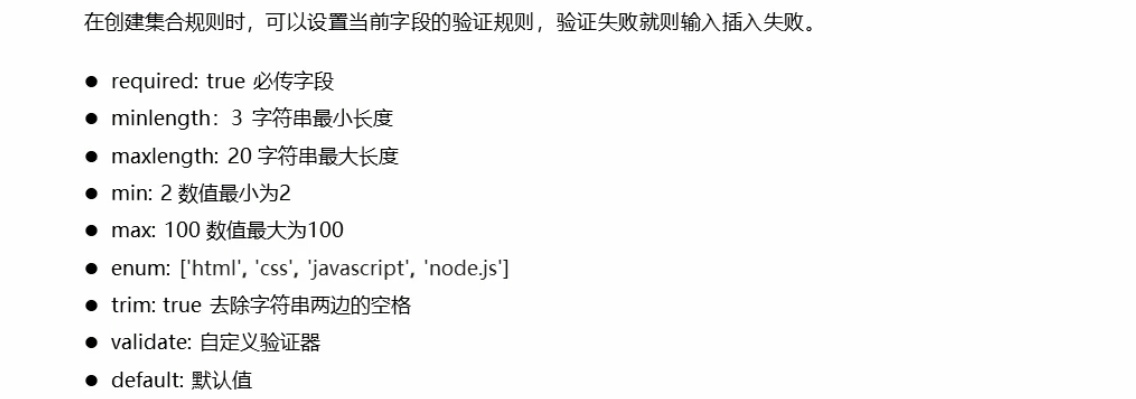 在创建集合规则时，可以设置当前字段的验证规则，验证失败就则输入插入失败。
● required: true 必传字段
● minlength：3 字符串最小长度
● maxlength: 20 字符串最大长度
● min: 2 数值最小为2
● max: 100 数值最大为100
● enum: ['html', 'css', 'javascript', 'node.js']
● trim: true 去除字符串两边的空格
● validate: 自定义验证器
● default: 默认值